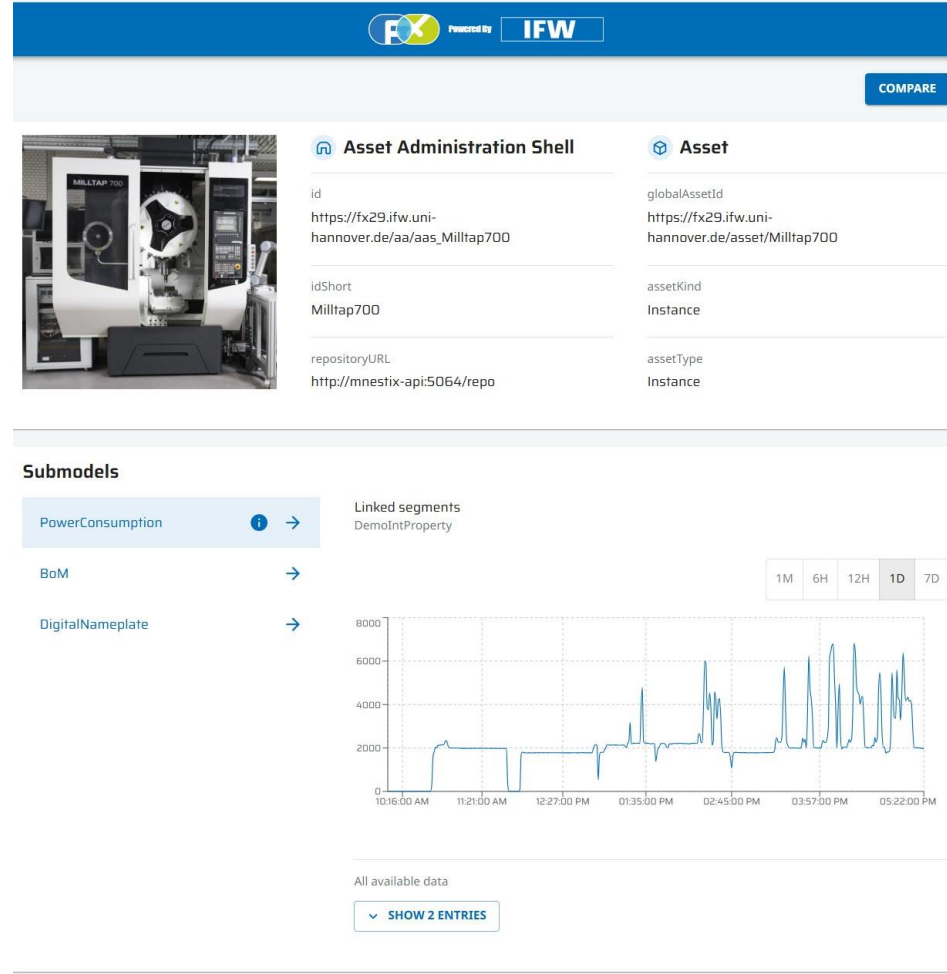 FX Powered By IFW
COMPARE
MILLTAP 700
Asset Administration Shell
id
https://fx29.ifw.uni-
hannover.de/aa/aas_Milltap700
idShort
Milltap700
repositoryURL
http://mnestix-api:5064/repo
Asset
globalAssetId
https://fx29.ifw.uni-
hannover.de/asset/Milltap700
assetKind
Instance
assetType
Instance
Submodels
PowerConsumption
BoM
DigitalNameplate
Linked segments
DemoIntProperty
1M 6H 12H 1D 7D
8000
6000
4000
2000
0
10:16:00 AM 11:21:00 AM 12:27:00 PM 01:35:00 PM 02:45:00 PM 03:57:00 PM 05:22:00 PM
All available data
SHOW 2 ENTRIES